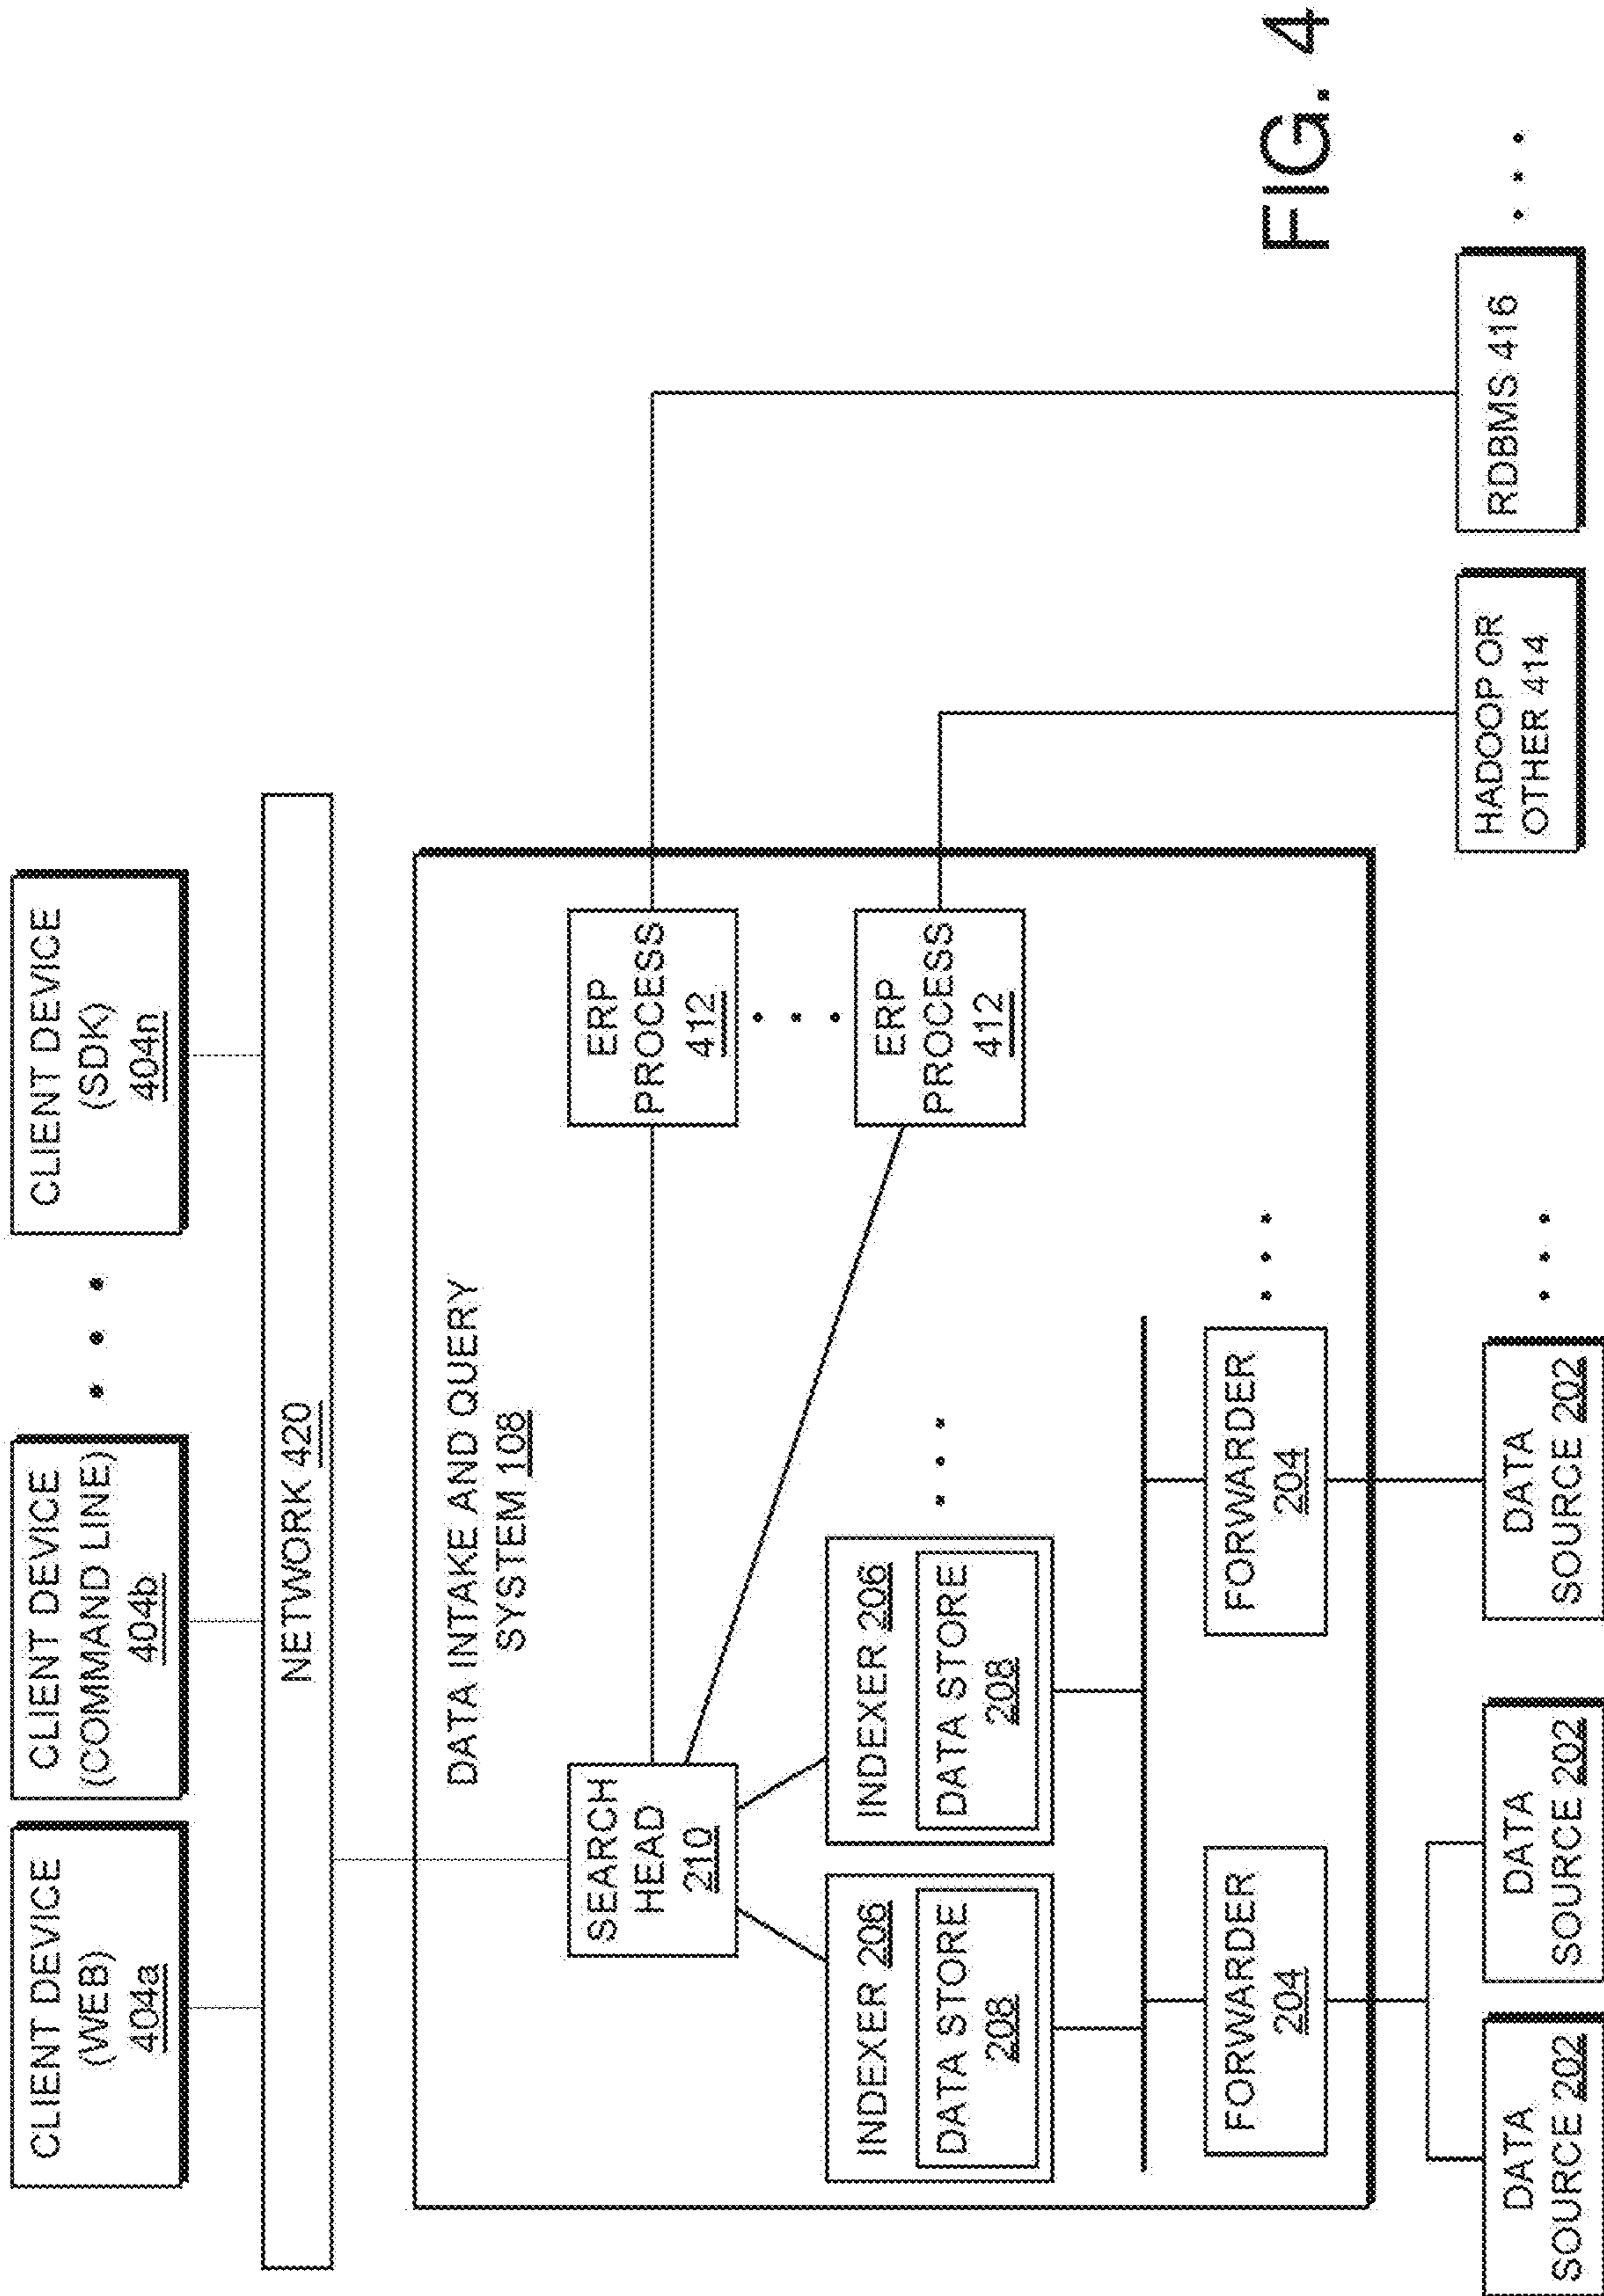 CLIENT DEVICE
(WEB)
404a
CLIENT DEVICE
(COMMAND LINE)
404b
CLIENT DEVICE
(SDK)
404n
NETWORK 420
DATA INTAKE AND QUERY
SYSTEM 108
SEARCH
HEAD
210
ERP
PROCESS
412
ERP
PROCESS
412
INDEXER 206
DATA STORE
208
INDEXER 206
DATA STORE
208
FORWARDER
204
FORWARDER
204
DATA
SOURCE 202
DATA
SOURCE 202
DATA
SOURCE 202
HADOOP OR
OTHER 414
RDBMS 416
FIG. 4